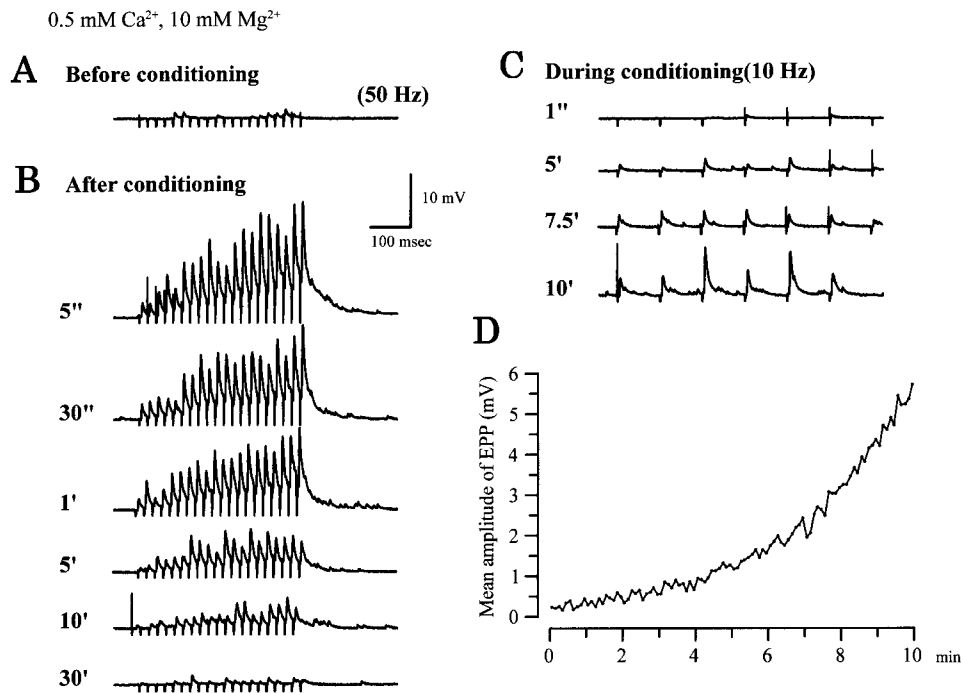 0.5 mM Ca²⁺, 10 mM Mg²⁺
A Before conditioning
(50 Hz)
B After conditioning
10 mV
100 msec
5"
30"
1'
5'
10'
30'
C During conditioning(10 Hz)
1"
5'
7.5'
10'
D
Mean amplitude of EPP (mV)
6
5
4
3
2
1
0
0 2 4 6 8 10 min